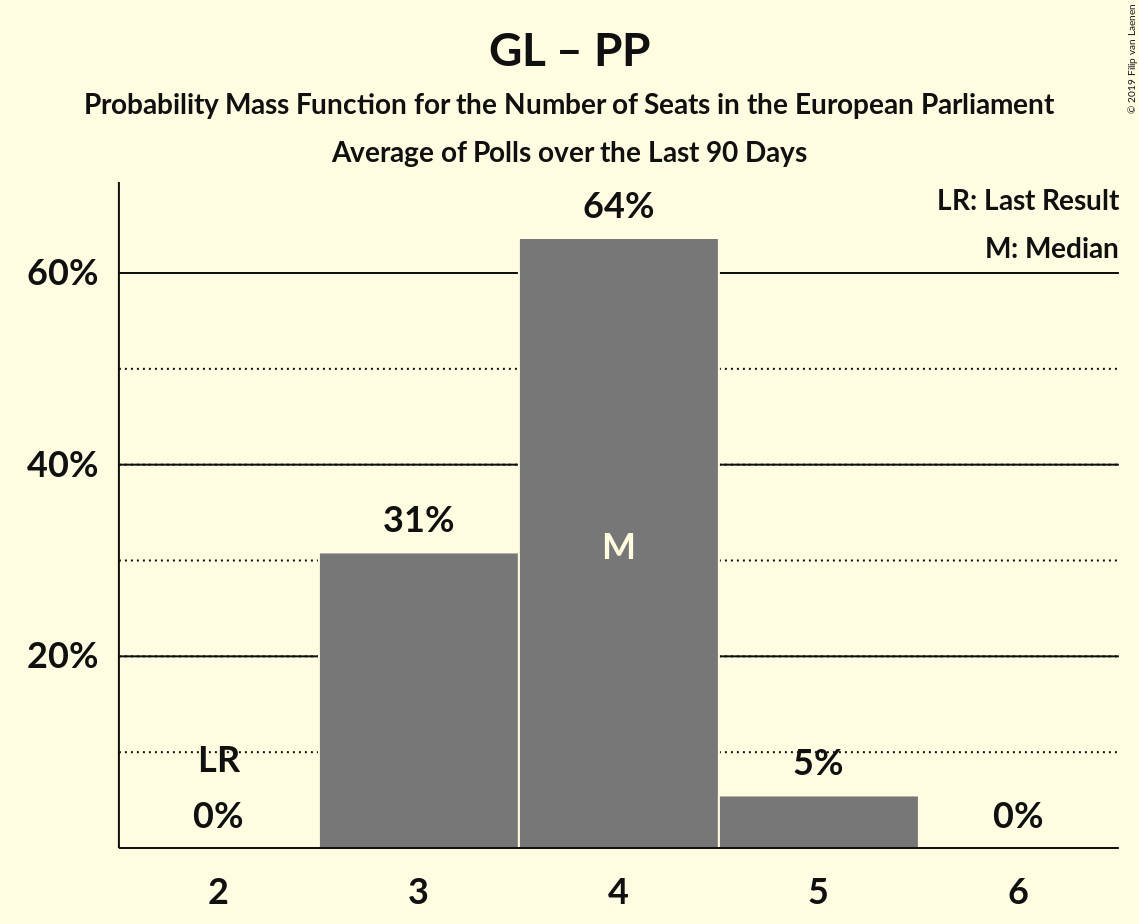 GL – PP
Probability Mass Function for the Number of Seats in the European Parliament
Average of Polls over the Last 90 Days
© 2019 Filip van Laenen
LR: Last Result
M: Median
64%
60%
40%
31%
M
20%
LR
5%
0%
0%
2
3
4
5
6